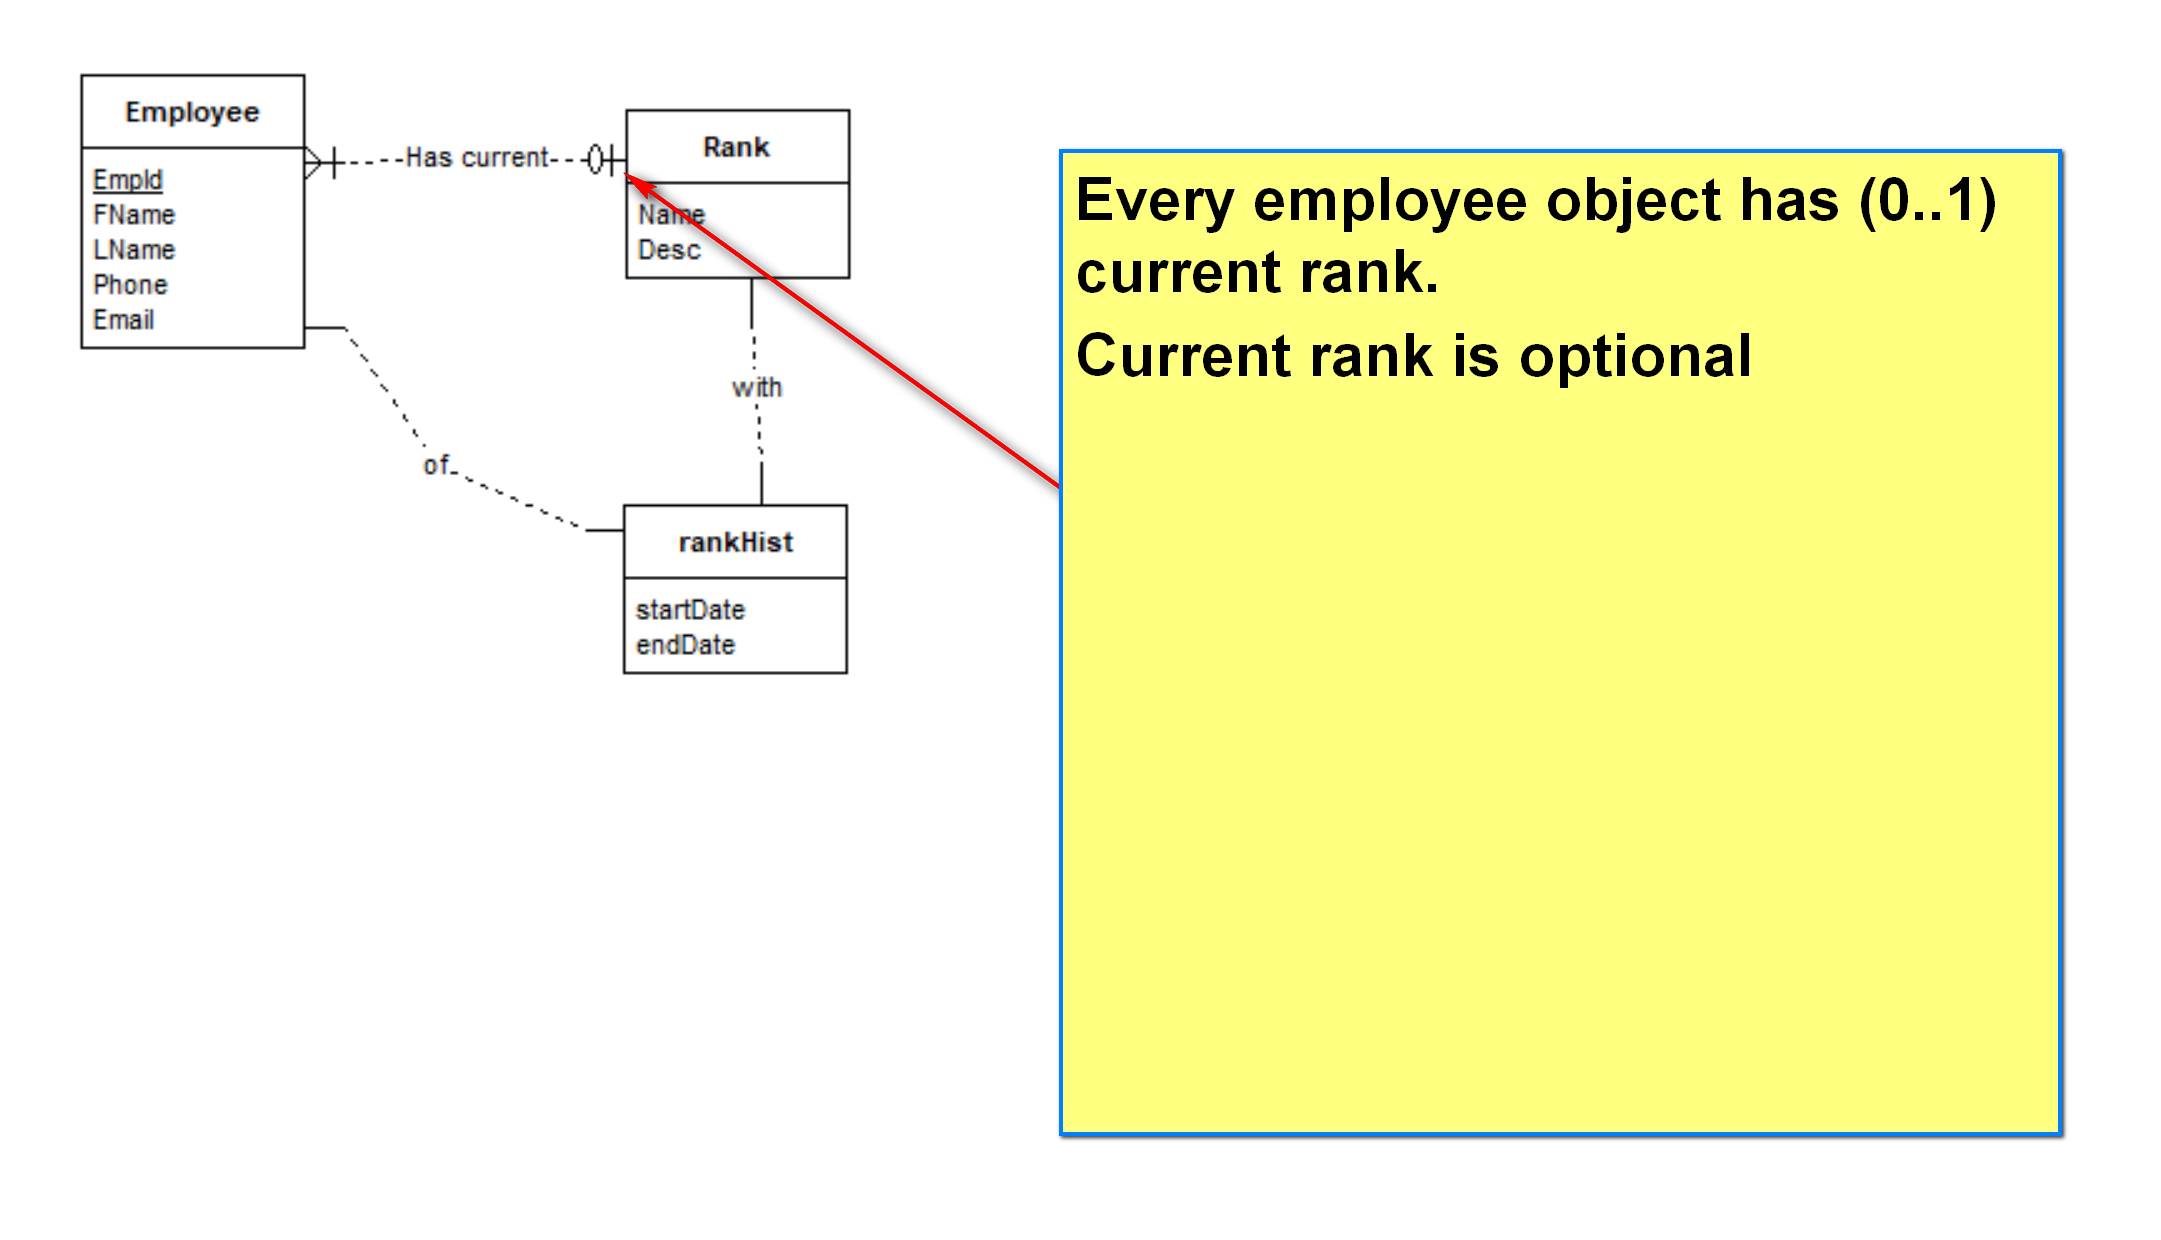 Employee
EmpId
FName
LName
Phone
Email
Has current
Rank
Name
Desc
with
of
rankHist
startDate
endDate
Every employee object has (0..1)
current rank.
Current rank is optional